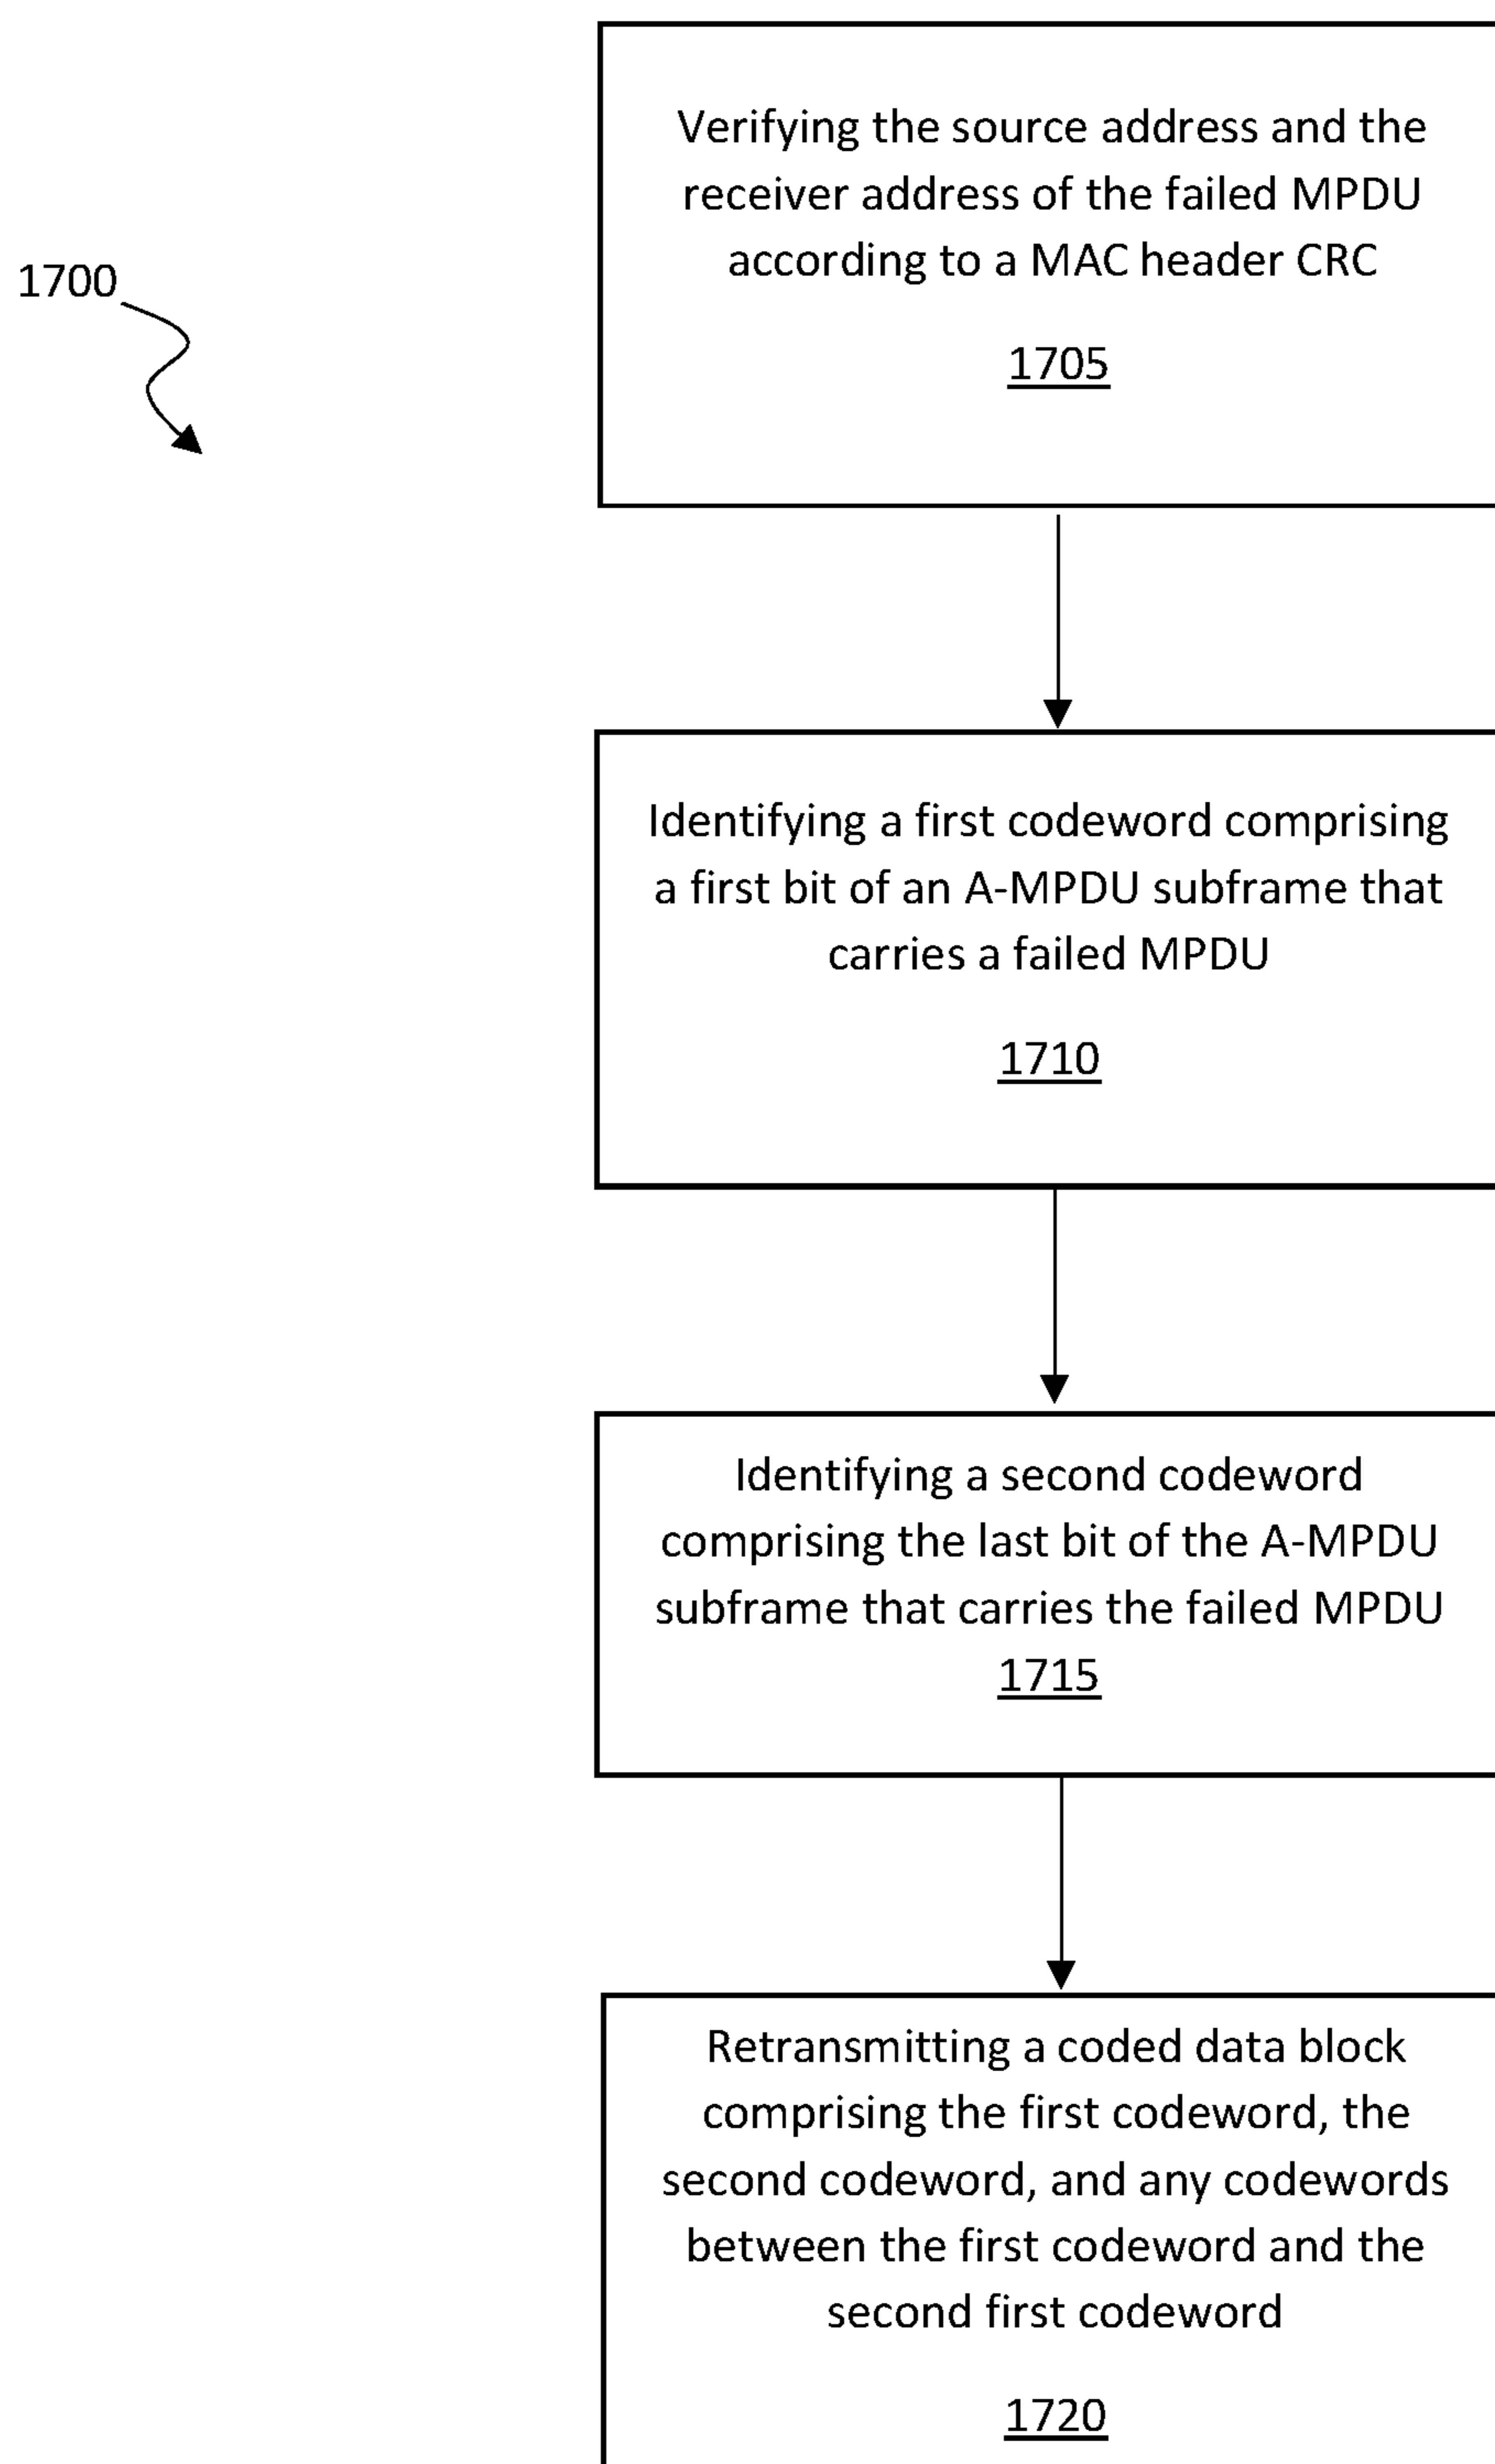 Verifying the source address and the
receiver address of the failed MPDU
according to a MAC header CRC
1705
1700
Identifying a first codeword comprising
a first bit of an A-MPDU subframe that
carries a failed MPDU
1710
Identifying a second codeword
comprising the last bit of the A-MPDU
subframe that carries the failed MPDU
1715
Retransmitting a coded data block
comprising the first codeword, the
second codeword, and any codewords
between the first codeword and the
second first codeword
1720